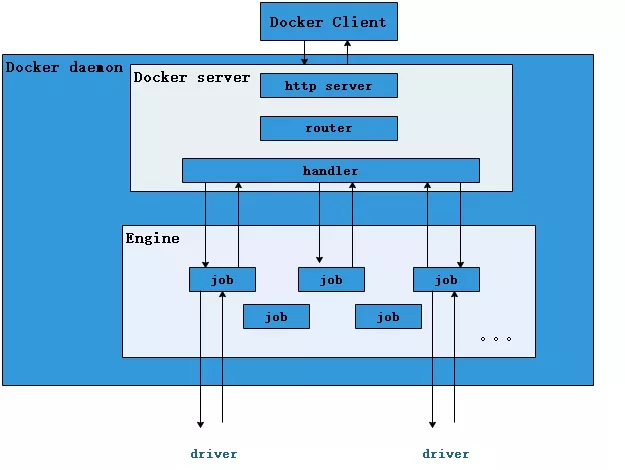 Docker Client
Docker daemon
Docker server
http server
router
handler
Engine
job
job
job
job
job
。。。
driver
driver